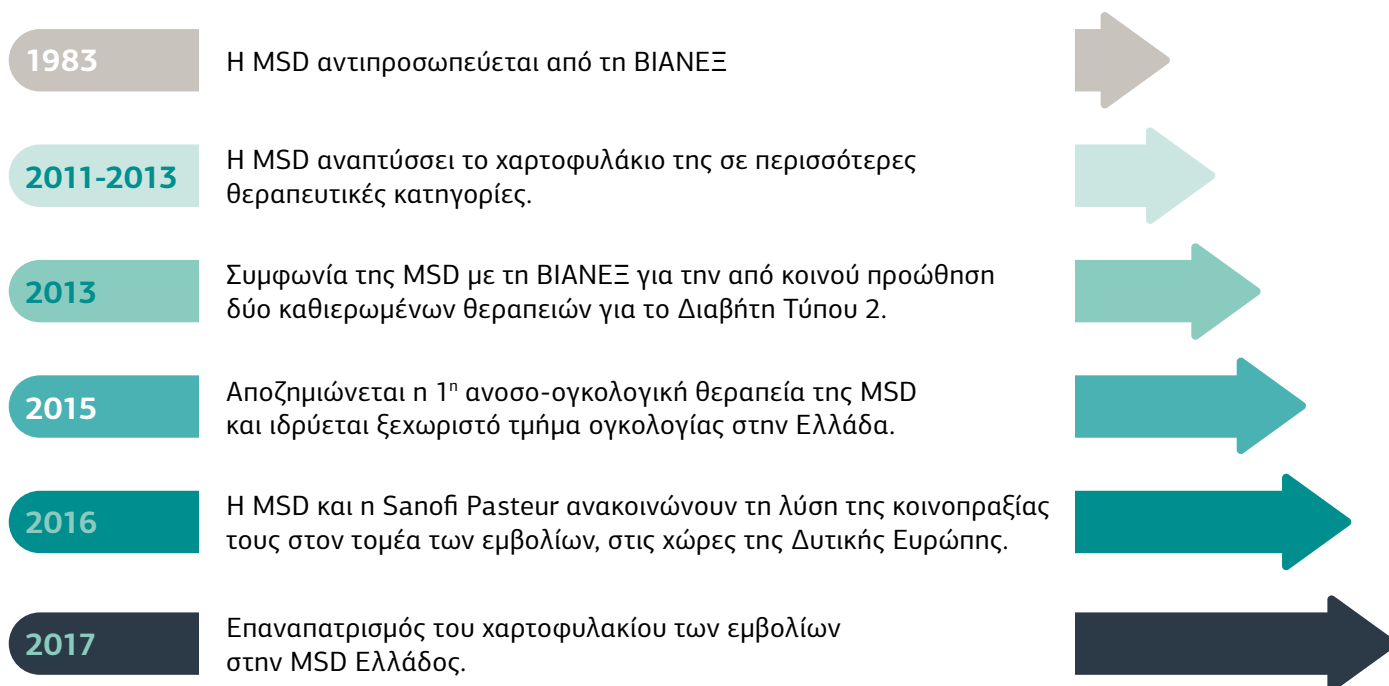 1983
Η MSD αντιπροσωπεύεται από τη ΒΙΑΝΕΞ
2011-2013
Η MSD αναπτύσσει το χαρτοφυλάκιο της σε περισσότερες
θεραπευτικές κατηγορίες.
2013
Συμφωνία της MSD με τη ΒΙΑΝΕΞ για την από κοινού προώθηση
δύο καθιερωμένων θεραπειών για το Διαβήτη Τύπου 2.
2015
Αποζημιώνεται η 1η ανοσο-ογκολογική θεραπεία της MSD
και ιδρύεται ξεχωριστό τμήμα ογκολογίας στην Ελλάδα.
2016
Η MSD και η Sanofi Pasteur ανακοινώνουν τη λύση της κοινοπραξίας
τους στον τομέα των εμβολίων, στις χώρες της Δυτικής Ευρώπης.
2017
Επαναπατρισμός του χαρτοφυλακίου των εμβολίων
στην MSD Ελλάδος.